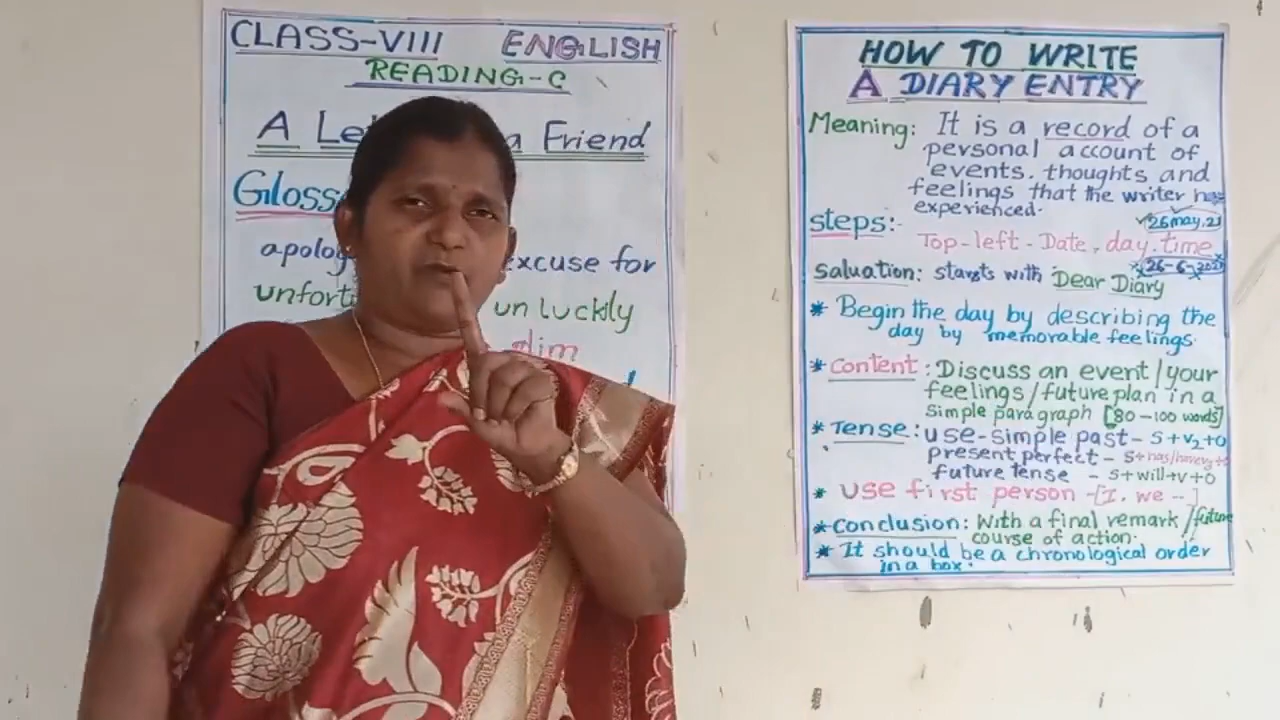 CLASS-VIII ENGLISH
READING-C
A Le a Friend
Gloss
apolog xcuse for
unfort un luckily
dim
HOW TO WRITE
A DIARY ENTRY
Meaning: It is a record of a
personal account of
events. thoughts and
feelings that the writer has
experienced.
steps:- 26 may, 21
Top-left - Date, day, time
26-6-2021
saluation: starts with Dear Diary
* Begin the day by describing the
day by memorable feelings.
* content: Discuss an event/your
feelings/future plan in a
simple paragraph [80-100 words]
* Tense: use-simple past- S+V2+O
present perfect - S+has/have
future tense - S+will+V+O
* use first person -[I, we --]
* conclusion: With a final remark/future
course of action.
* It should be a chronological order
in a box.